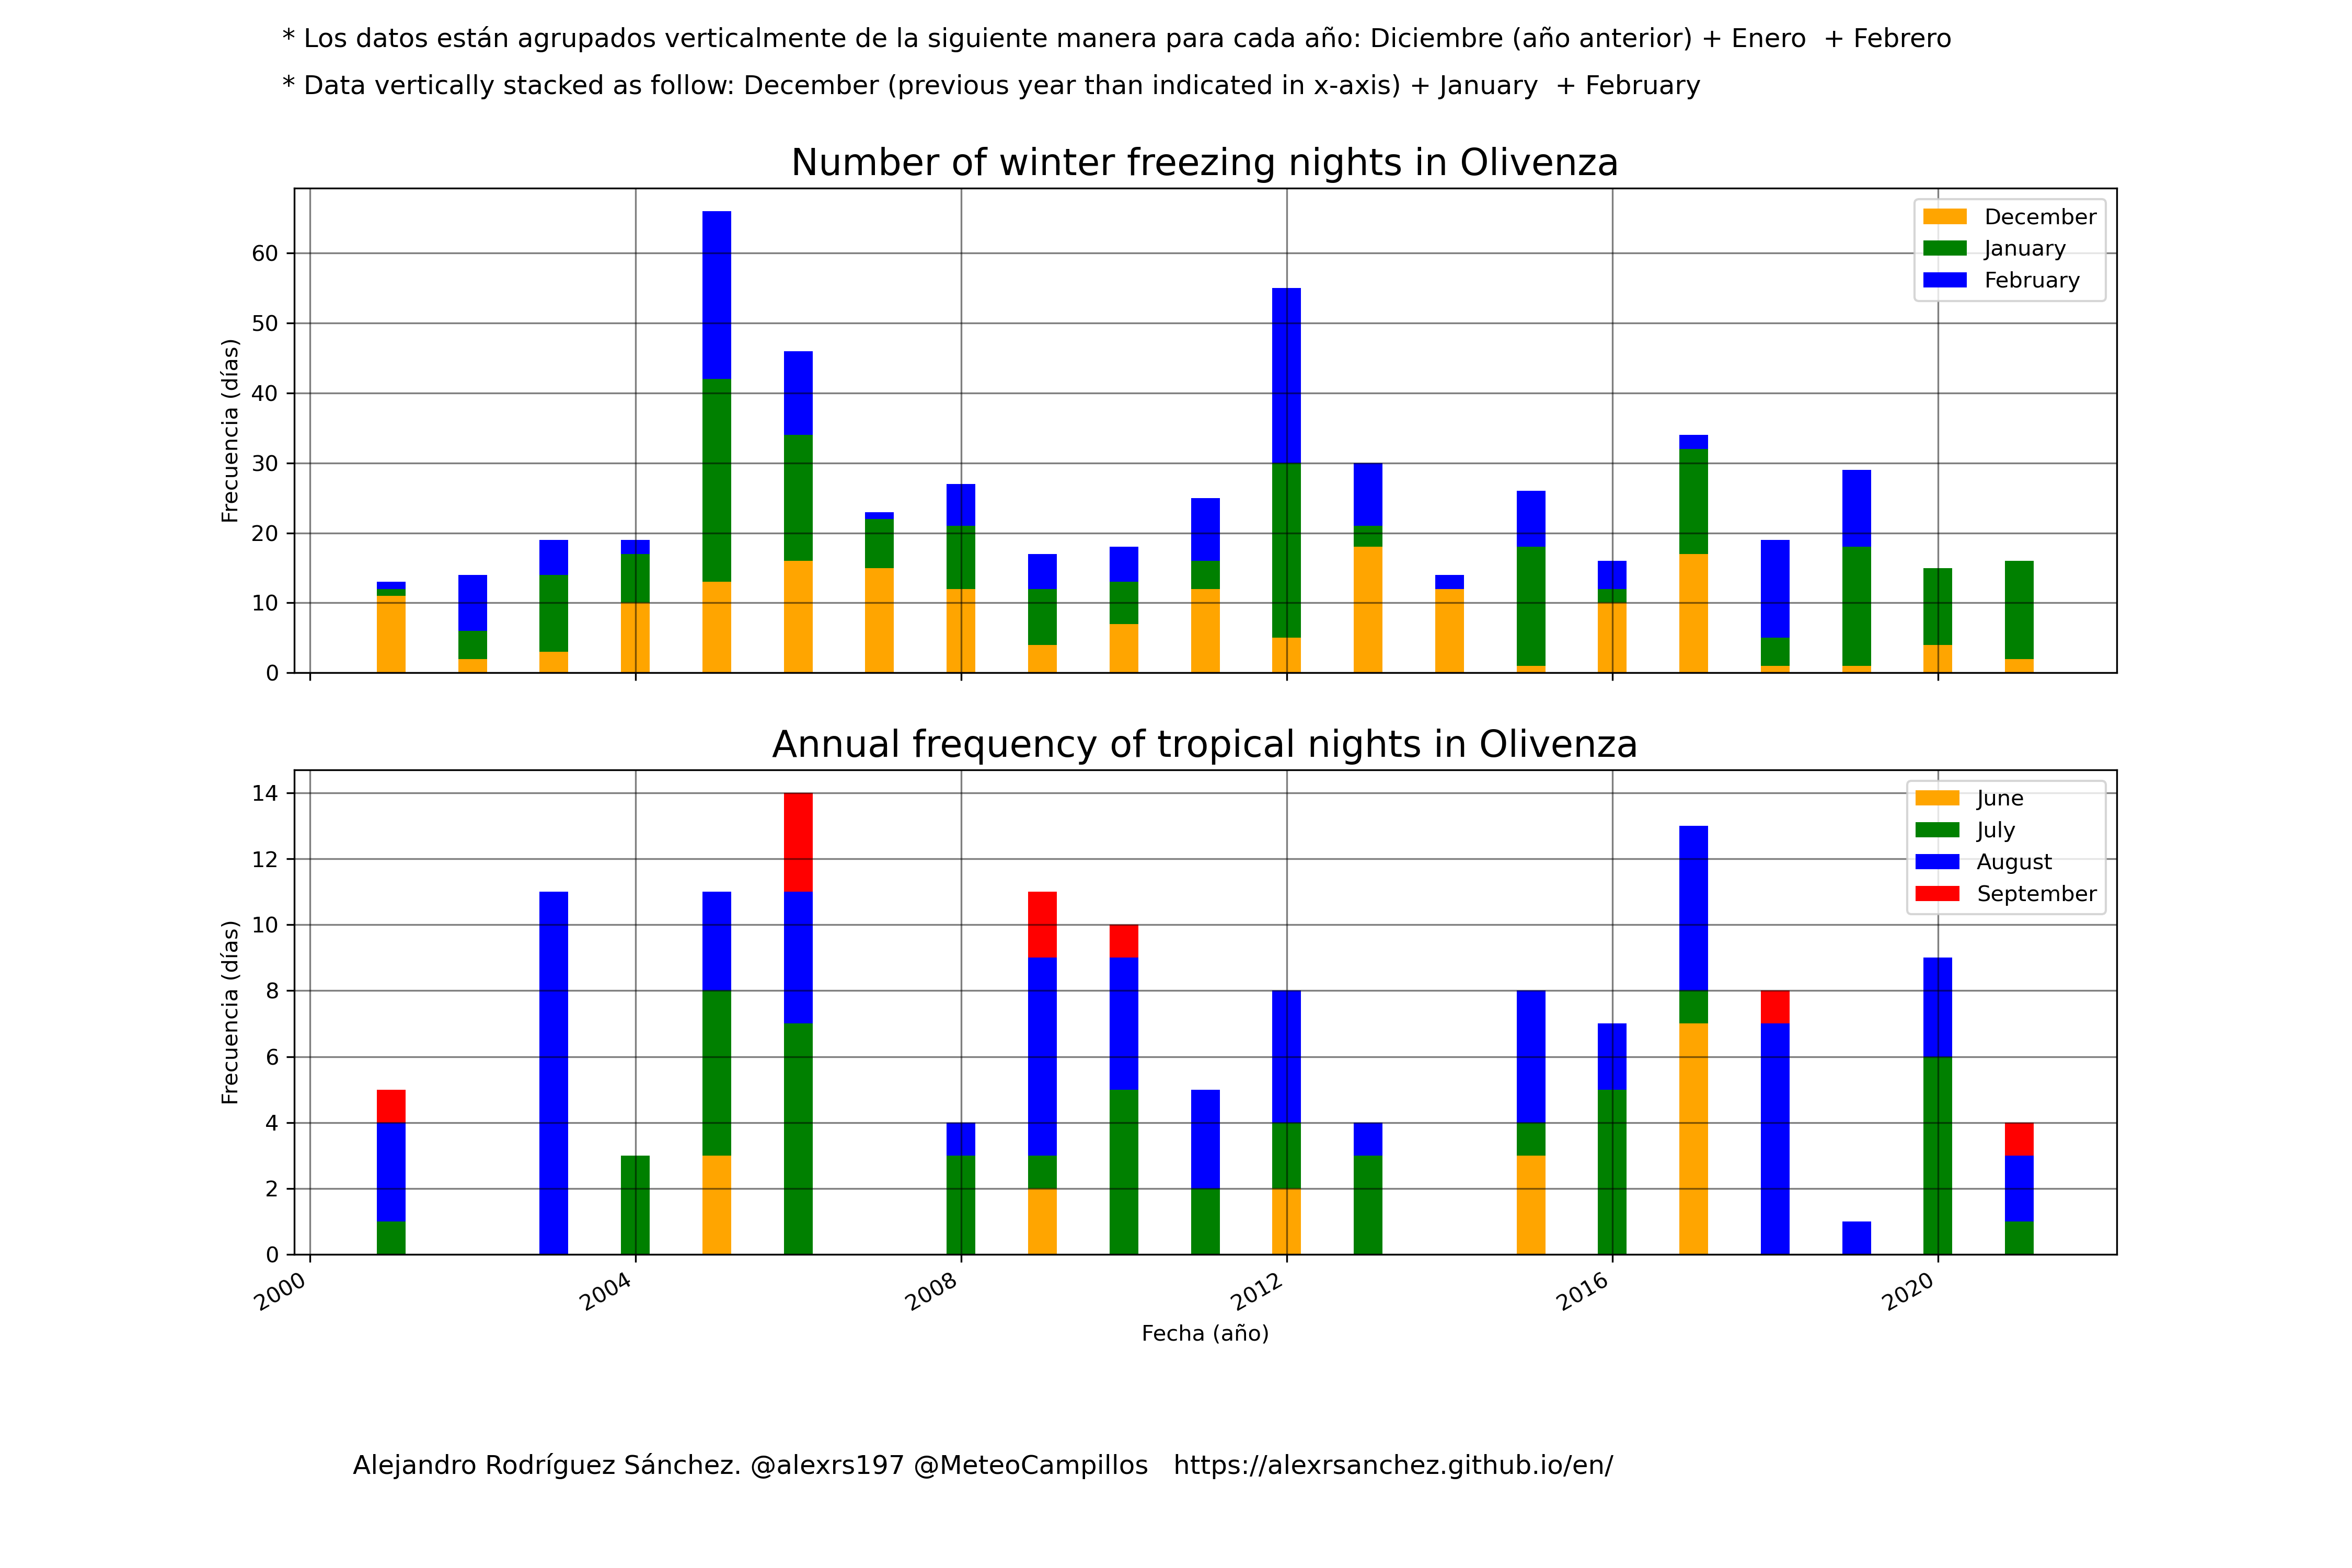 * Los datos están agrupados verticalmente de la siguiente manera para cada año: Diciembre (año anterior) + Enero  + Febrero
* Data vertically stacked as follow: December (previous year than indicated in x-axis) + January  + February
Number of winter freezing nights in Olivenza
Frecuencia (días)
60
50
40
30
20
10
0
December
January
February
Annual frequency of tropical nights in Olivenza
Frecuencia (días)
14
12
10
8
6
4
2
0
June
July
August
September
2000
2004
2008
2012
2016
2020
Fecha (año)
Alejandro Rodríguez Sánchez. @alexrs197 @MeteoCampillos   https://alexrsanchez.github.io/en/